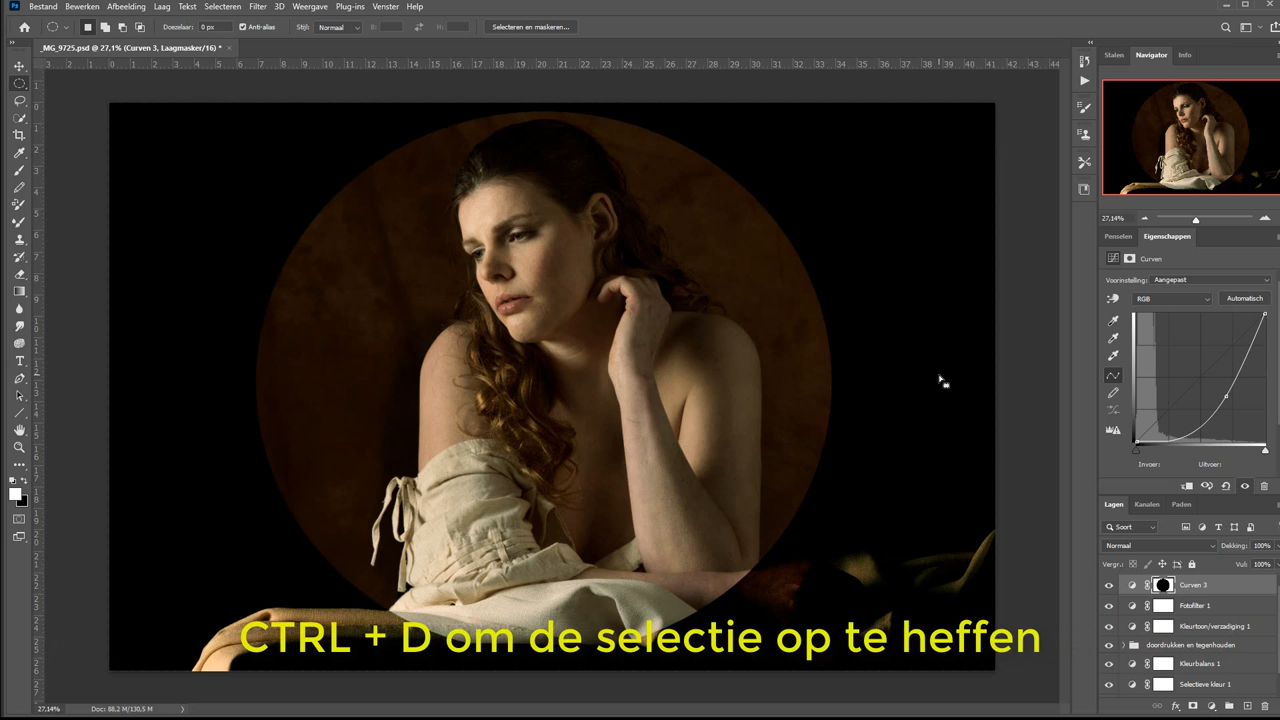 Ps Bestand Bewerken Afbeelding Laag Tekst Selecteren Filter 3D Weergave Plug-ins Venster Help
Doezelaar: 0 px Anti-alias Stijl: Normaal B: H: Selecteren en maskeren...
_MG_9725.psd @ 27,1% (Curven 3, Laagmasker/16) *
Stalen Navigator Info
27,14%
Penselen Eigenschappen
Curven
Voorinstelling: Aangepast
RGB Automatisch
Invoer: Uitvoer:
Lagen Kanalen Paden
Soort
Normaal Dekking: 100%
Vergr.: Vul: 100%
Curven 3
Fotofilter 1
Kleurtoon/verzadiging 1
doordrukken en tegenhouden
Kleurbalans 1
Selectieve kleur 1
CTRL + D om de selectie op te heffen
27,14% Doc: 88,2 M/130,5 M